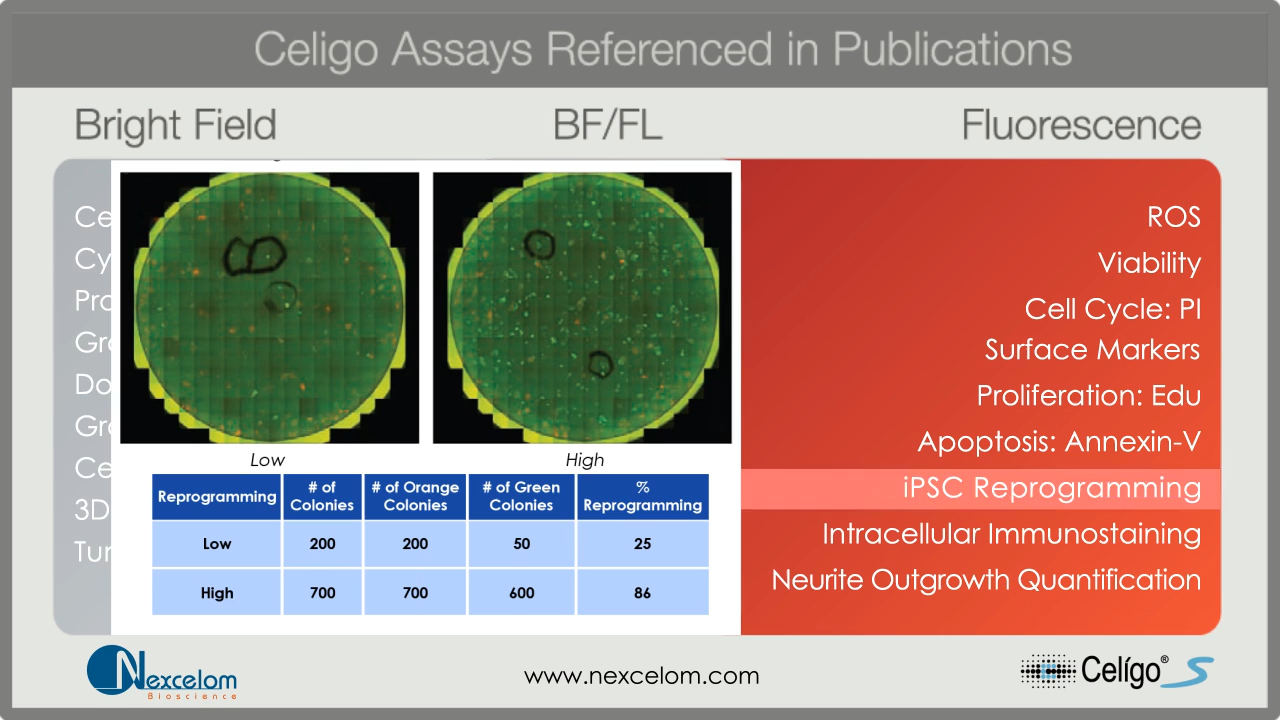 Celigo Assays Referenced in Publications
Bright Field
BF/FL
Fluorescence
Ce
Cy
Pro
Gro
Do
Gro
Ce
3D
Tur
Low
High
Reprogramming
# of
Colonies
# of Orange
Colonies
# of Green
Colonies
%
Reprogramming
Low 200 200 50 25
High 700 700 600 86
ROS
Viability
Cell Cycle: PI
Surface Markers
Proliferation: Edu
Apoptosis: Annexin-V
iPSC Reprogramming
Intracellular Immunostaining
Neurite Outgrowth Quantification
Nexcelom
Bioscience
www.nexcelom.com
Celígo® S